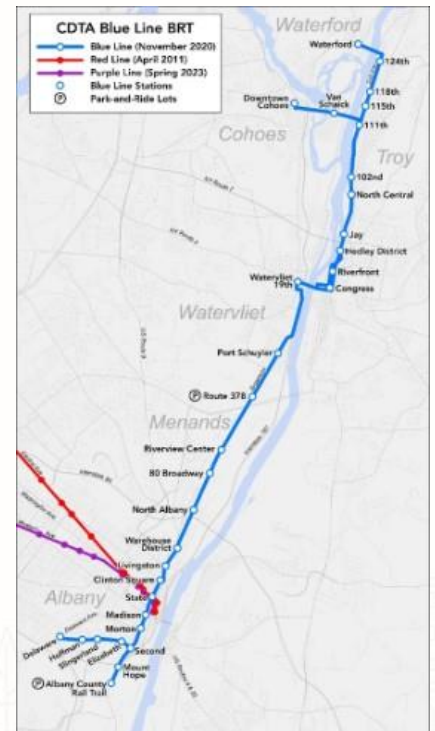 CDTA Blue Line BRT
Blue Line (November 2020)
Red Line (April 2011)
Purple Line (Spring 2023)
Blue Line Stations
P Park-and-Ride Lots
Waterford
Waterford
124th
118th
115th
Downtown
Cohoes
Van
Schaick
111th
Cohoes
Troy
102nd
North Central
Jay
Hedley District
Riverfront
Congress
Watervliet
19th
Watervliet
Port Schuyler
P Route 378
Menands
Riverview Center
80 Broadway
North Albany
Warehouse
District
Livingston
Clinton Square
State
Albany
Madison
Morton
Delaware
Hoffman
Slingerland
Elizabeth
Second
Mount
Hope
P Albany County
Rail Trail